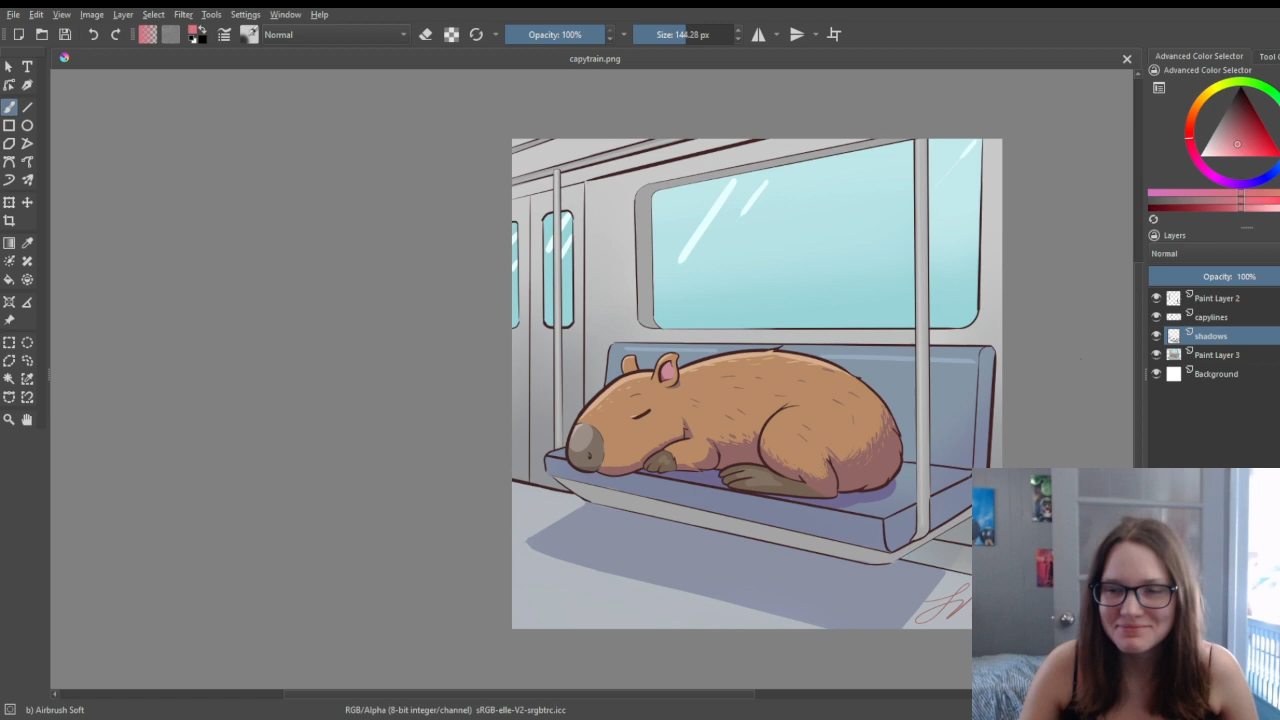 File Edit View Image Layer Select Filter Tools Settings Window Help
Normal Opacity: 100% Size: 144.28 px
capytrain.png
Advanced Color Selector Tool
Advanced Color Selector
Layers
Normal
Opacity: 100%
Paint Layer 2
capylines
shadows
Paint Layer 3
Background
b) Airbrush Soft RGB/Alpha (8-bit integer/channel) sRGB-elle-V2-srgbtrc.icc